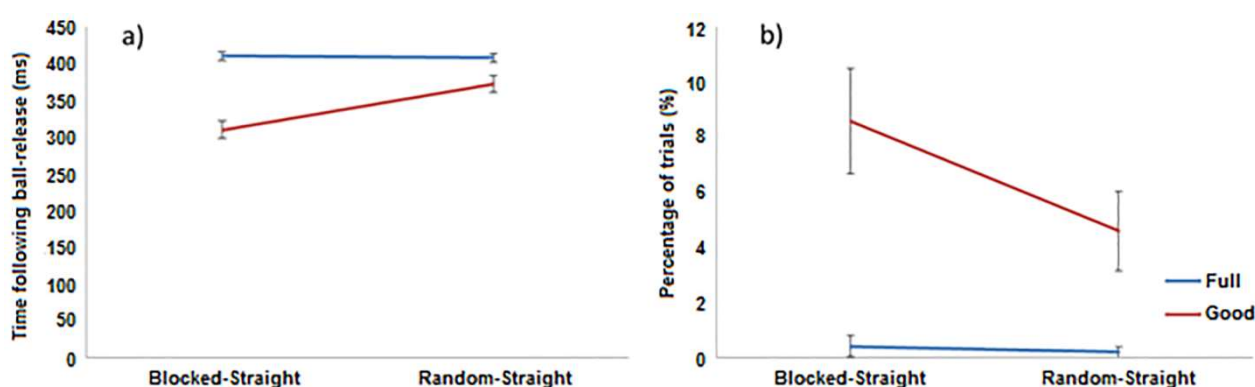 a)
Time following ball-release (ms)
450
400
350
300
250
200
150
100
50
0
Blocked-Straight Random-Straight
b)
Percentage of trials (%)
12
10
8
6
4
2
0
Blocked-Straight Random-Straight
Full
Good